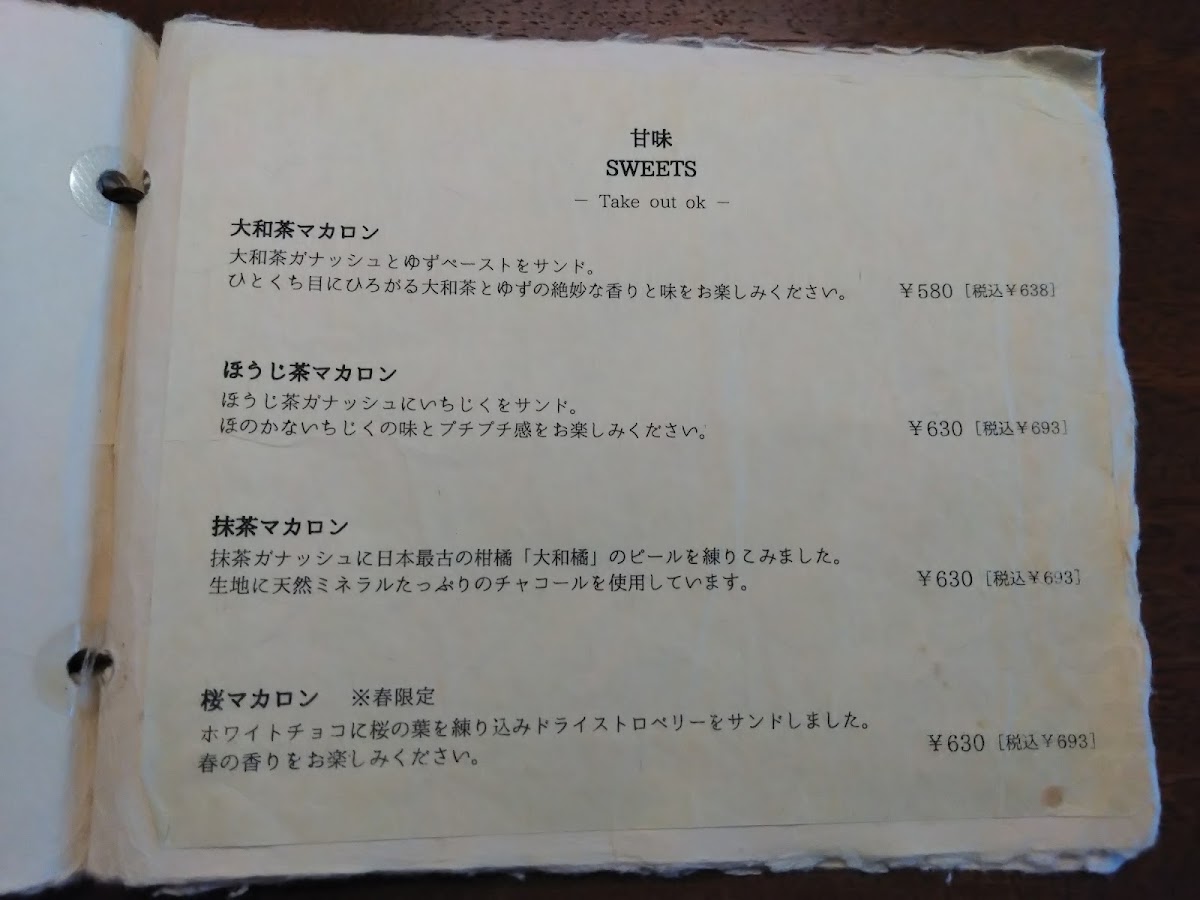 甘味
SWEETS
― Take out ok ―
大和茶マカロン
大和茶ガナッシュとゆずペーストをサンド。
ひとくち目にひろがる大和茶とゆずの絶妙な香りと味をお楽しみください。 ￥580 [税込￥638]
ほうじ茶マカロン
ほうじ茶ガナッシュにいちじくをサンド。
ほのかないちじくの味とプチプチ感をお楽しみください。 ￥630 [税込￥693]
抹茶マカロン
抹茶ガナッシュに日本最古の柑橘「大和橘」のピールを練りこみました。
生地に天然ミネラルたっぷりのチャコールを使用しています。 ￥630 [税込￥693]
桜マカロン ※春限定
ホワイトチョコに桜の葉を練り込みドライストロベリーをサンドしました。
春の香りをお楽しみください。 ￥630 [税込￥693]